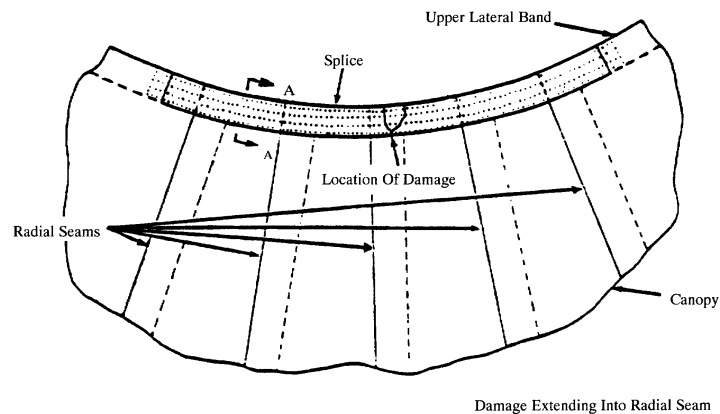 Upper Lateral Band
Splice
A
A
Location Of Damage
Radial Seams
Canopy
Damage Extending Into Radial Seam